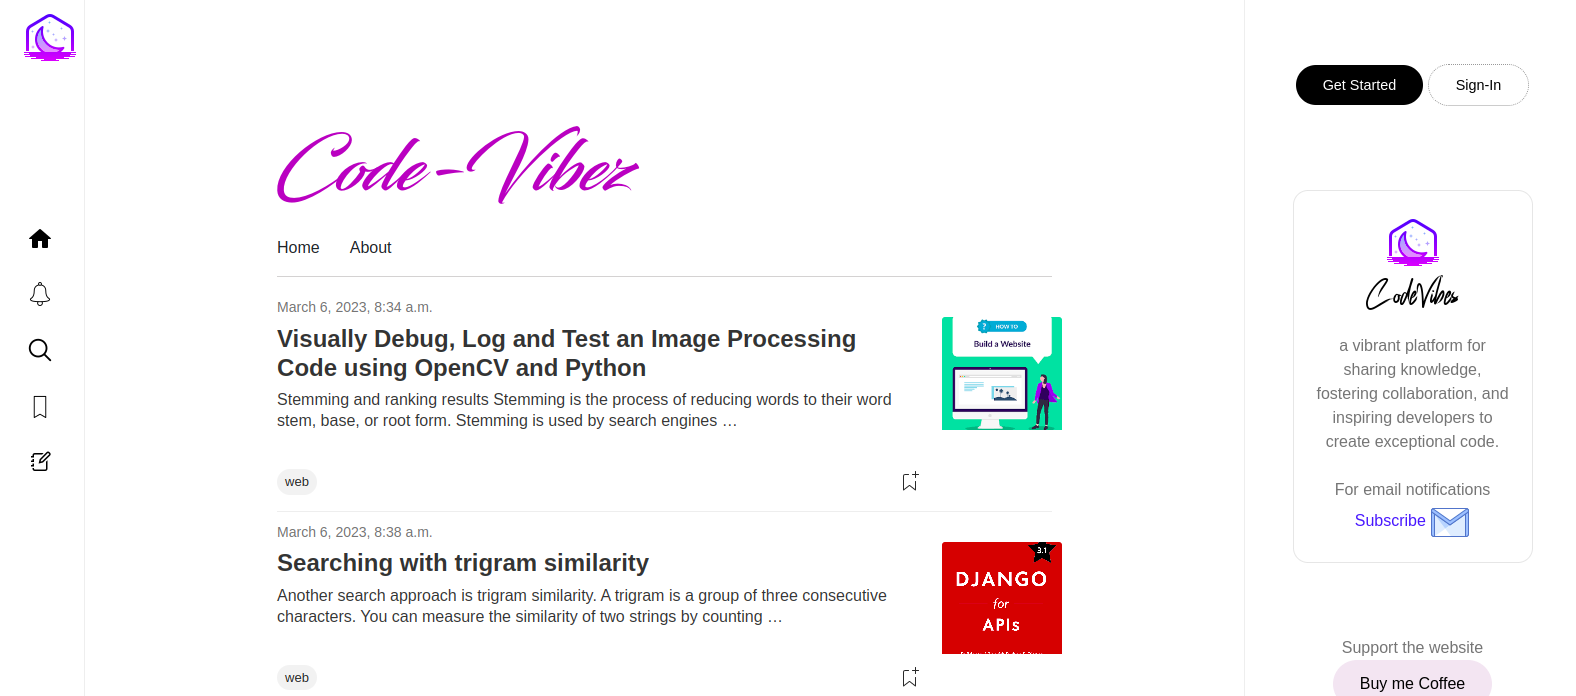 Get Started
Sign-In
Code-Vibez
Home About
March 6, 2023, 8:34 a.m.
Visually Debug, Log and Test an Image Processing
Code using OpenCV and Python
Stemming and ranking results Stemming is the process of reducing words to their word
stem, base, or root form. Stemming is used by search engines …
? HOW TO
Build a Website
web
March 6, 2023, 8:38 a.m.
Searching with trigram similarity
Another search approach is trigram similarity. A trigram is a group of three consecutive
characters. You can measure the similarity of two strings by counting …
3.1
DJANGO
for
APIs
web
CodeVibes
a vibrant platform for
sharing knowledge,
fostering collaboration, and
inspiring developers to
create exceptional code.
For email notifications
Subscribe
Support the website
Buy me Coffee